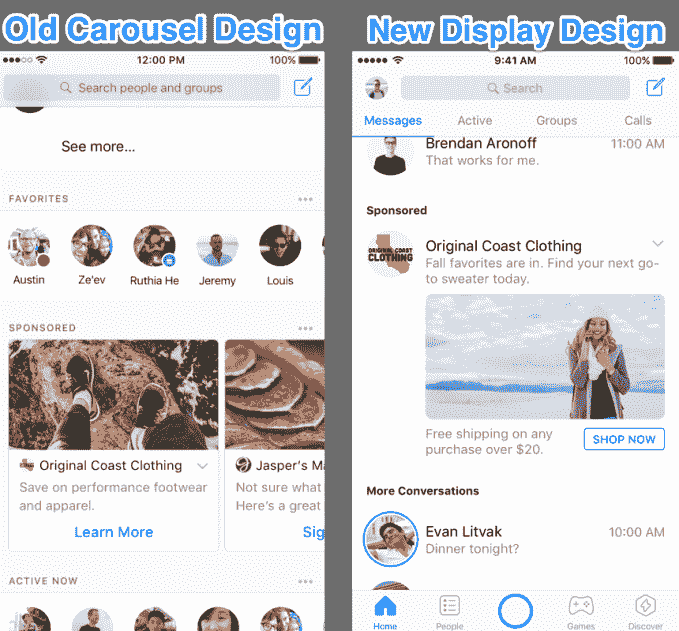 Old Carousel Design
12:00 PM
100%
Search people and groups
See more...
FAVORITES
Austin
Ze'ev
Ruthia He
Jeremy
Louis
SPONSORED
Original Coast Clothing
Save on performance footwear
and apparel.
Learn More
Jasper's Ma
Not sure what
Here's a great
Sig
ACTIVE NOW
New Display Design
9:41 AM
100%
Search
Messages
Active
Groups
Calls
Brendan Aronoff
11:00 AM
That works for me.
Sponsored
ORIGINAL COAST
CLOTHING
Original Coast Clothing
Fall favorites are in. Find your next go-
to sweater today.
Free shipping on any
purchase over $20.
SHOP NOW
More Conversations
Evan Litvak
10:00 AM
Dinner tonight?
Home
People
Games
Discover